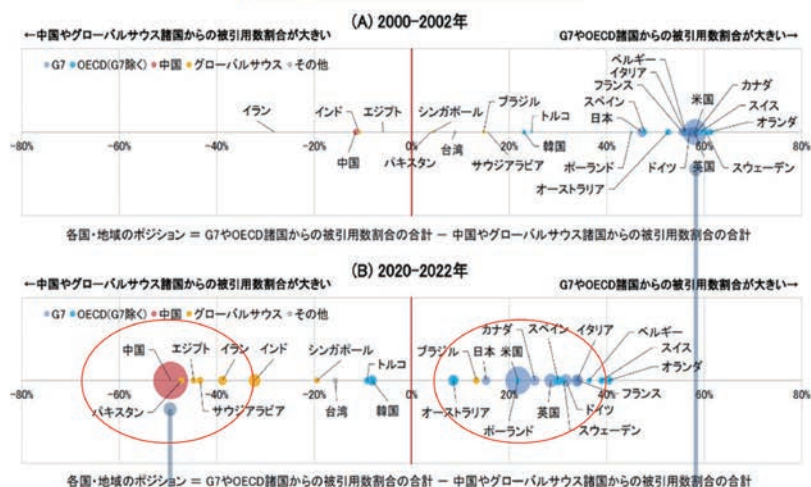 (A) 2000-2002年
←中国やグローバルサウス諸国からの被引用数割合が大きい
G7やOECD諸国からの被引用数割合が大きい→
G7 OECD(G7除く) 中国 グローバルサウス その他
ベルギー
イタリア
フランス カナダ
スペイン 米国 スイス
イラン インド エジプト シンガポール ブラジル トルコ 日本 オランダ
中国 パキスタン 台湾 サウジアラビア 韓国 ポーランド ドイツ 英国 スウェーデン
オーストラリア
-80% -60% -40% -20% 0% 20% 40% 60% 80%
各国・地域のポジション = G7やOECD諸国からの被引用数割合の合計 － 中国やグローバルサウス諸国からの被引用数割合の合計
(B) 2020-2022年
←中国やグローバルサウス諸国からの被引用数割合が大きい
G7やOECD諸国からの被引用数割合が大きい→
G7 OECD(G7除く) 中国 グローバルサウス その他
カナダ スペイン イタリア ベルギー
中国 エジプト イラン インド シンガポール トルコ ブラジル 日本 米国 スイス
オランダ
パキスタン サウジアラビア 台湾 韓国 オーストラリア 英国 ドイツ フランス
ポーランド スウェーデン
-80% -60% -40% -20% 0% 20% 40% 60% 80%
各国・地域のポジション = G7やOECD諸国からの被引用数割合の合計 － 中国やグローバルサウス諸国からの被引用数割合の合計